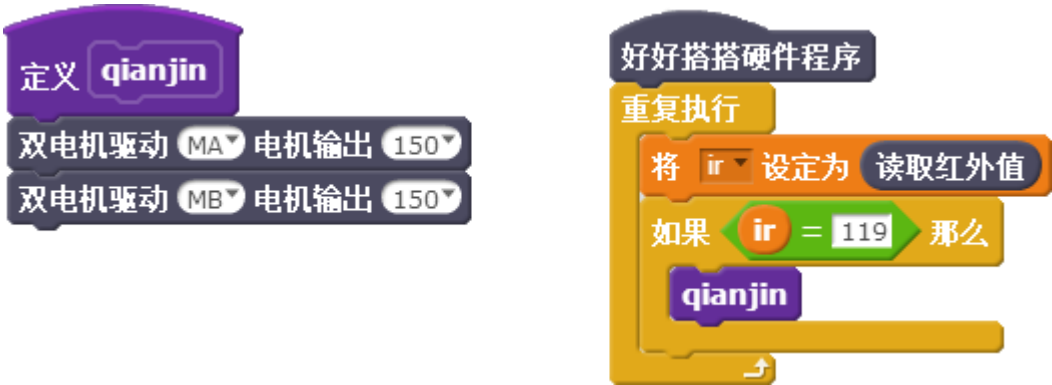 定义 qianjin
双电机驱动 MA 电机输出 150
双电机驱动 MB 电机输出 150
好好搭搭硬件程序
重复执行
将 ir 设定为 读取红外值
如果 ir = 119 那么
qianjin